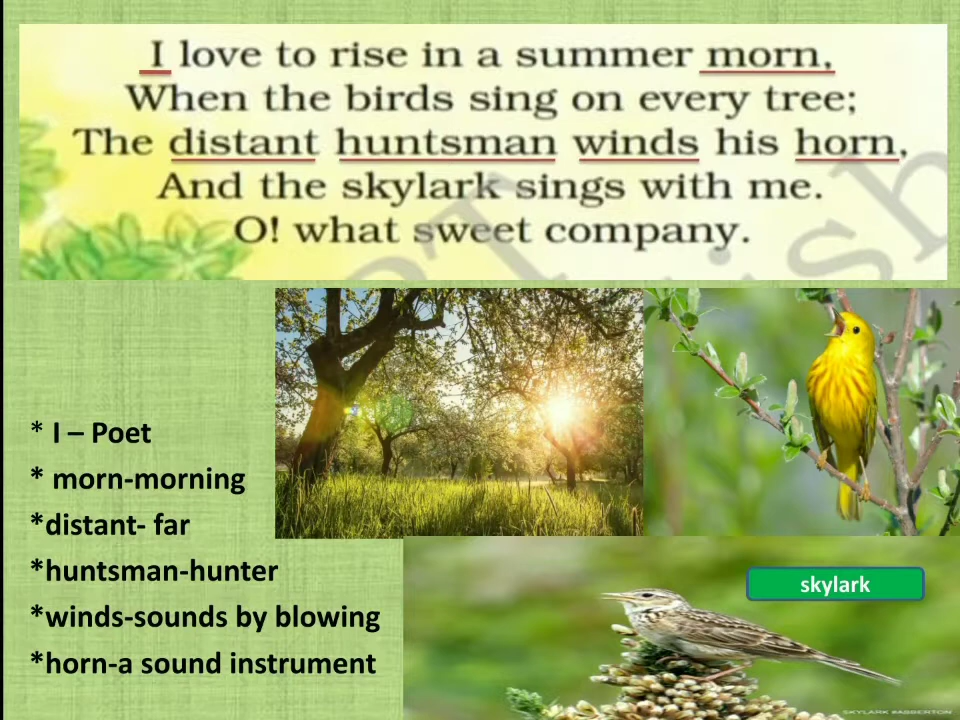 I love to rise in a summer morn,
When the birds sing on every tree;
The distant huntsman winds his horn,
And the skylark sings with me.
O! what sweet company.
* I – Poet
* morn-morning
*distant- far
*huntsman-hunter
*winds-sounds by blowing
*horn-a sound instrument
skylark
SKYLARK #ABBERTON